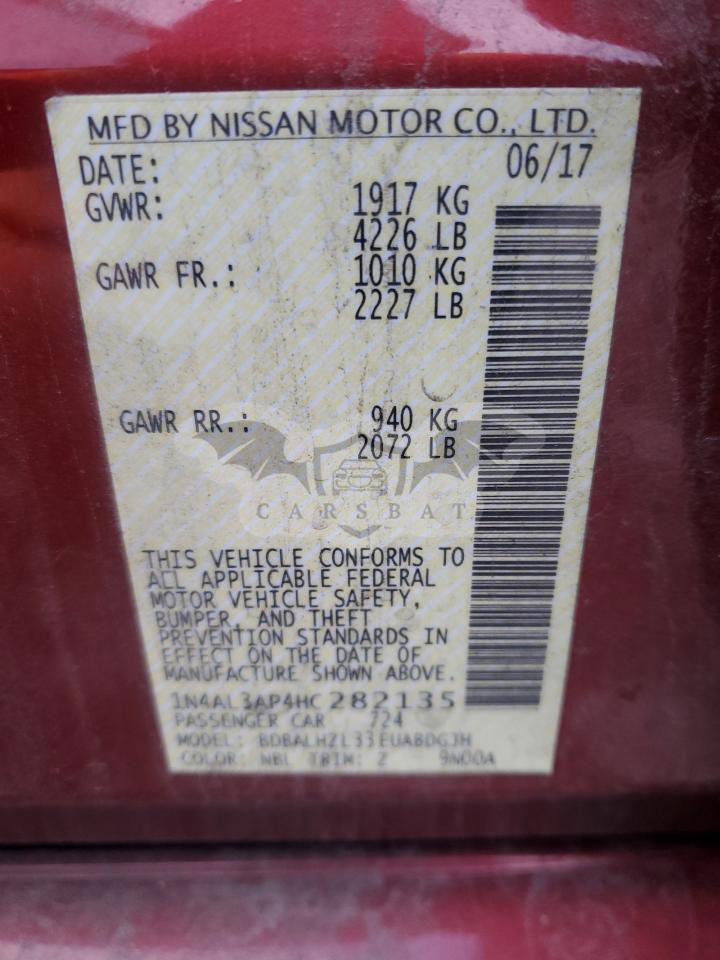 MFD BY NISSAN MOTOR CO., LTD.
DATE: 06/17
GVWR: 1917 KG
4226 LB
GAWR FR.: 1010 KG
2227 LB
GAWR RR.: 940 KG
2072 LB
CARSBAT
THIS VEHICLE CONFORMS TO
ALL APPLICABLE FEDERAL
MOTOR VEHICLE SAFETY,
BUMPER, AND THEFT
PREVENTION STANDARDS IN
EFFECT ON THE DATE OF
MANUFACTURE SHOWN ABOVE.
1N4AL3AP4HC282135
PASSENGER CAR 724
MODEL:
COLOR: NBL TRIM: Z 9N00A